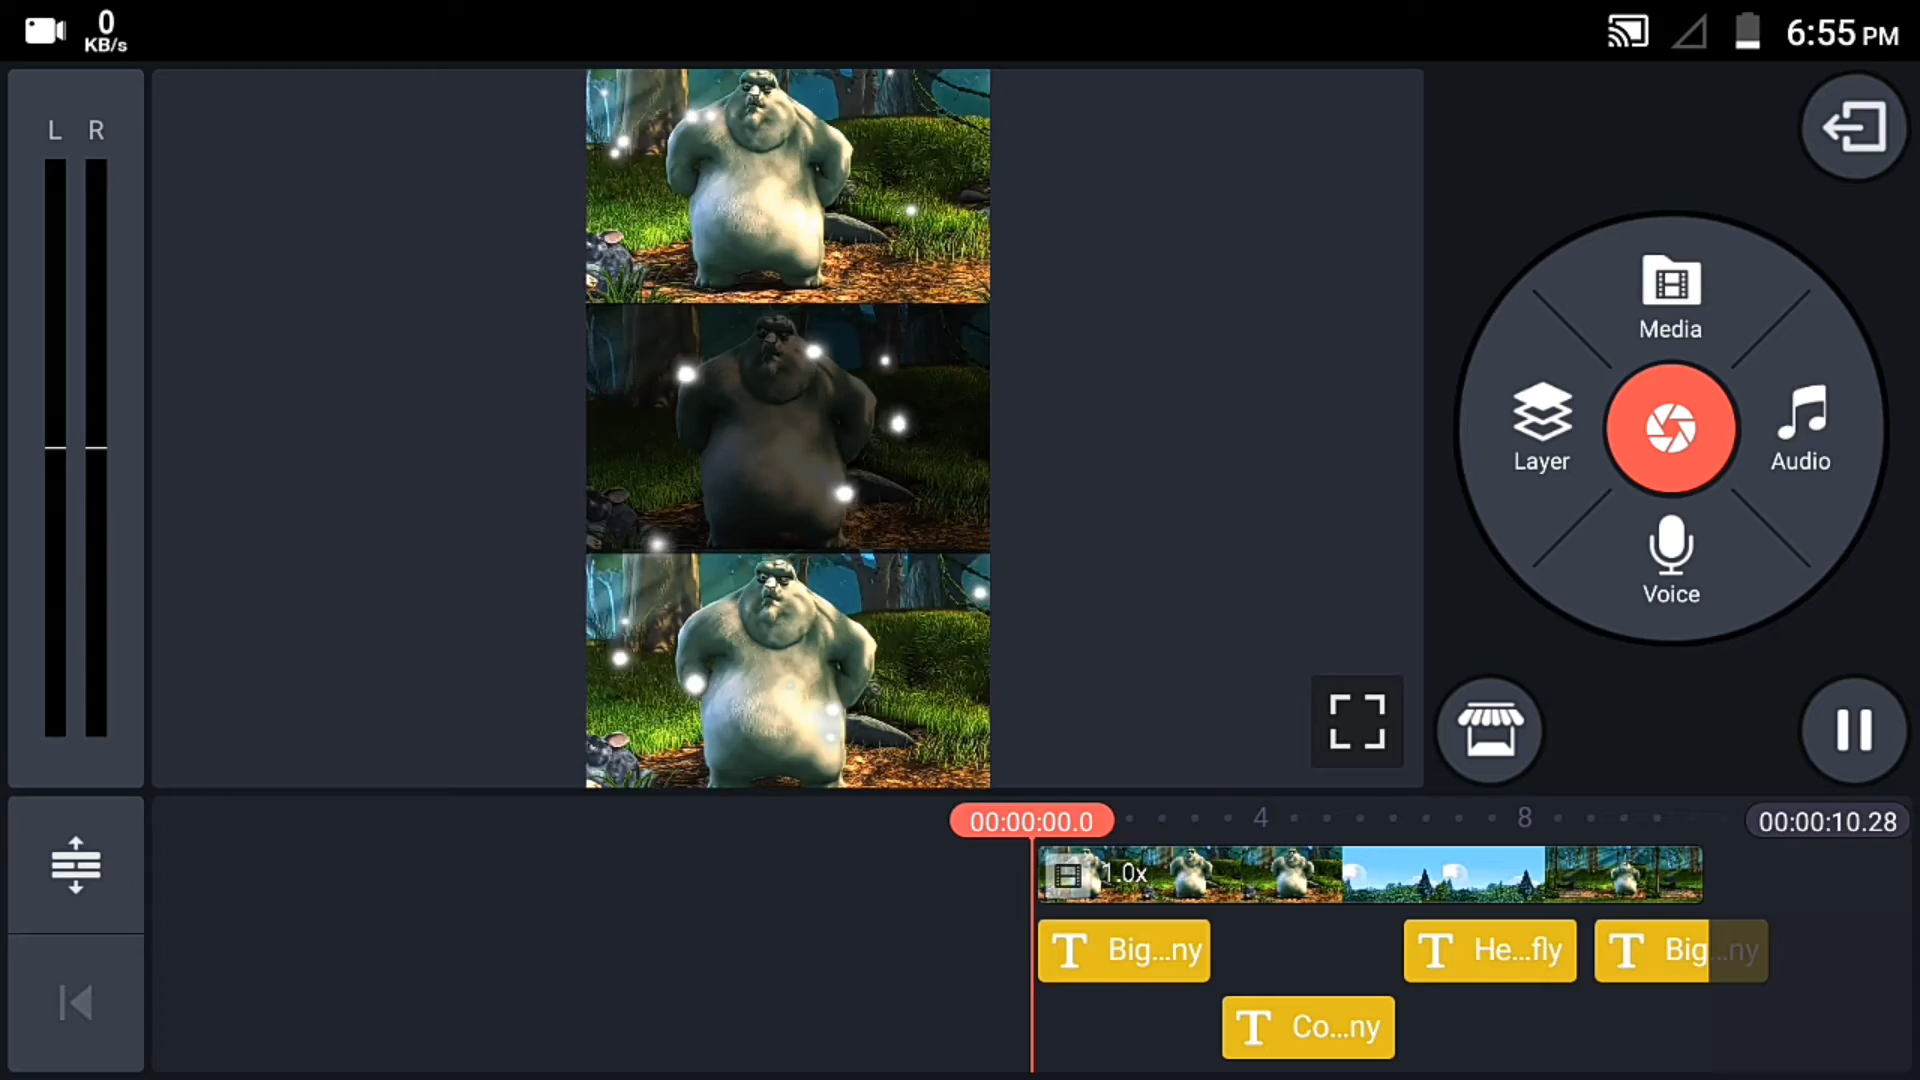 0
KB/s
6:55 PM
L R
Media
Layer
Audio
Voice
00:00:00.0
4
8
00:00:10.28
1.0x
Big...ny
He...fly
Big...ny
Co...ny